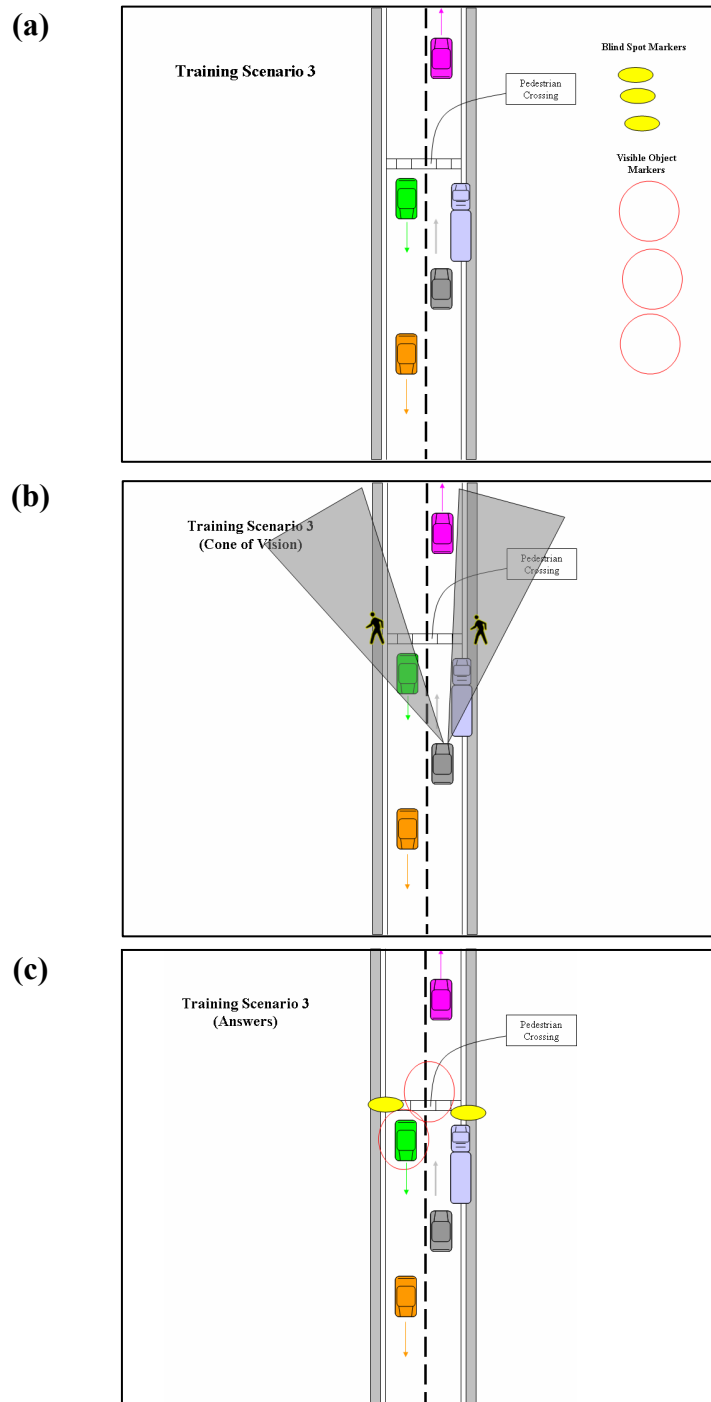 (a)
Training Scenario 3
Pedestrian
Crossing
Blind Spot Markers
Visible Object
Markers
(b)
Training Scenario 3
(Cone of Vision)
Pedestrian
Crossing
(c)
Training Scenario 3
(Answers)
Pedestrian
Crossing